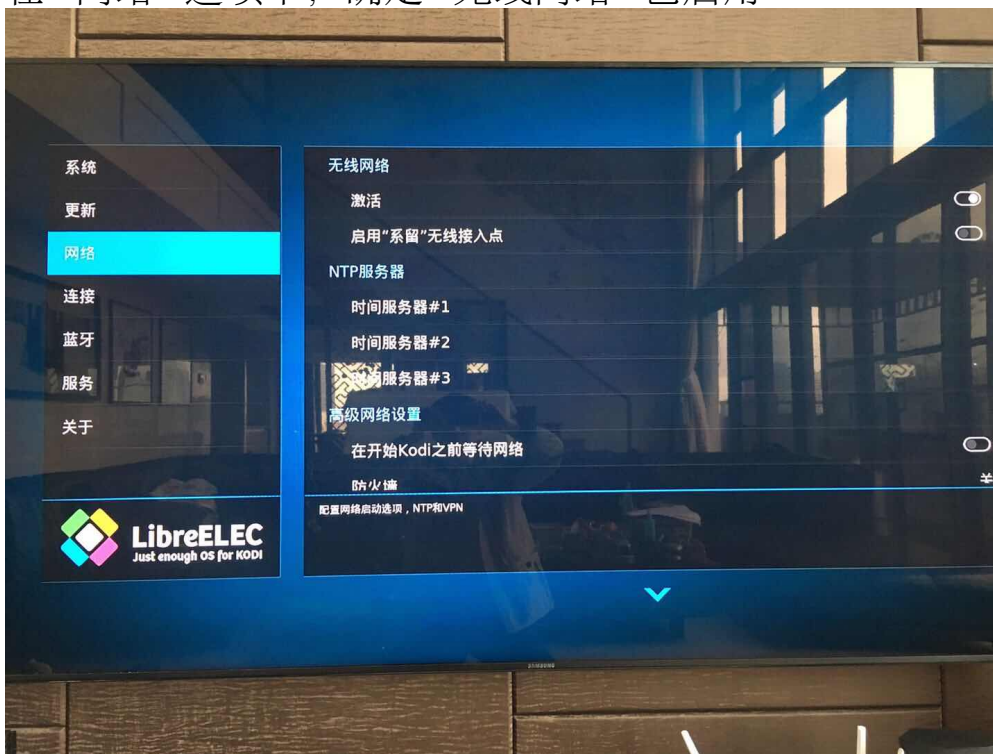 系统
更新
网络
连接
蓝牙
服务
关于
LibreELEC
Just enough OS for KODI
无线网络
激活
启用“系留”无线接入点
NTP服务器
时间服务器#1
时间服务器#2
时间服务器#3
高级网络设置
在开始Kodi之前等待网络
防火墙
配置网络启动选项，NTP和VPN
SAMSUNG